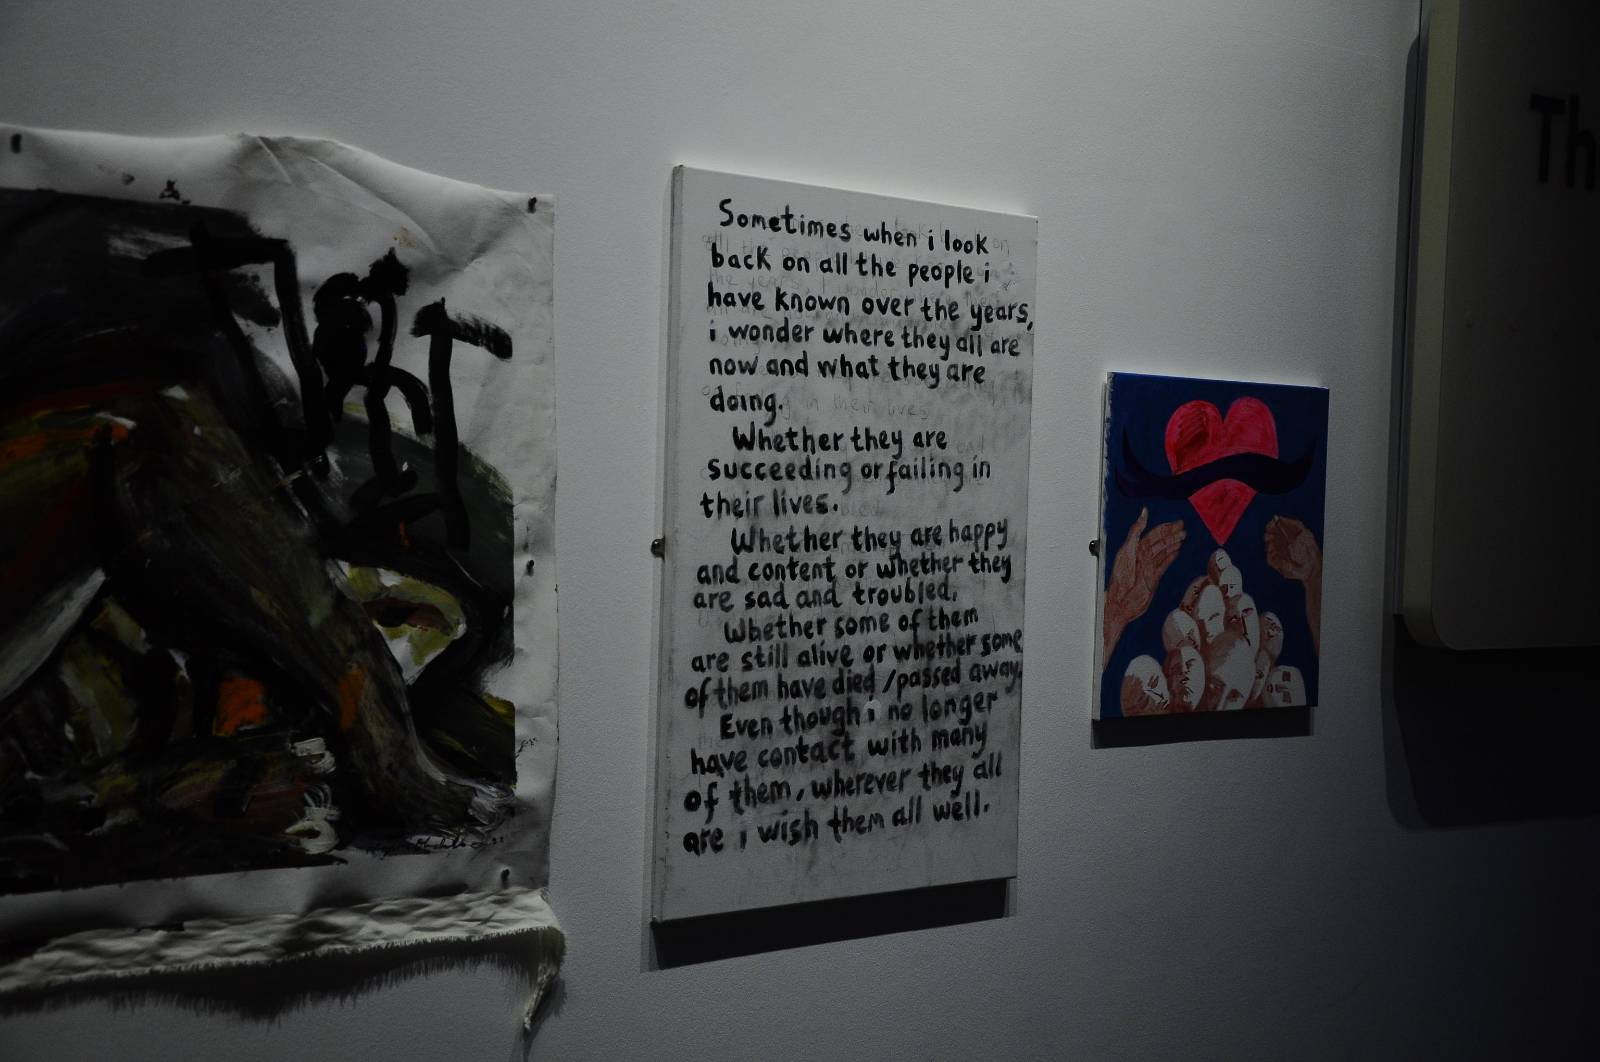 Sometimes when i look
back on all the people i
have known over the years,
i wonder where they all are
now and what they are
doing.
Whether they are
succeeding or failing in
their lives.
Whether they are happy
and content or whether they
are sad and troubled.
Whether some of them
are still alive or whether some
of them have died / passed away.
Even though i no longer
have contact with many
of them, wherever they all
are i wish them all well.
Th